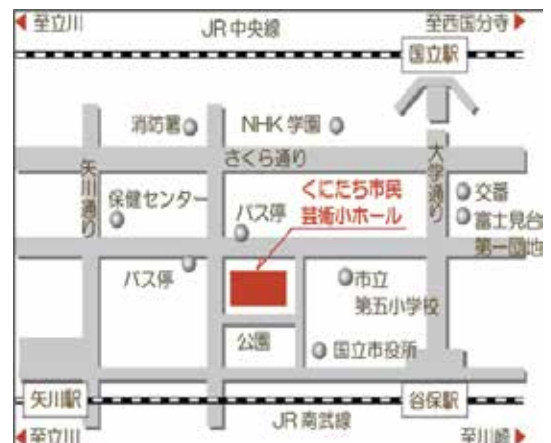 至立川
JR中央線
至西国分寺
国立駅
消防署
NHK学園
さくら通り
矢川通り
大学通り
保健センター
バス停
くにたち市民
芸術小ホール
交番
富士見台
第一団地
バス停
市立
第五小学校
公園
国立市役所
矢川駅
谷保駅
JR南武線
至立川
至川崎